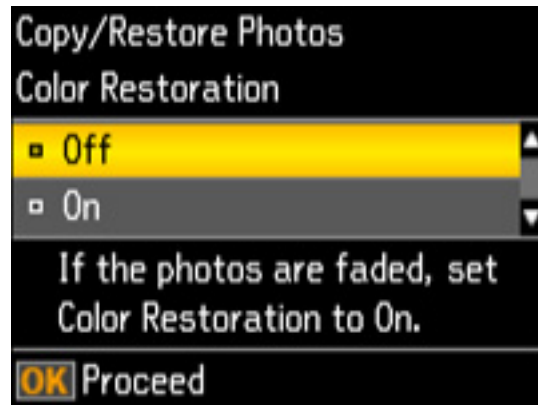 Copy/Restore Photos
Color Restoration
Off
On
If the photos are faded, set
Color Restoration to On.
OK Proceed